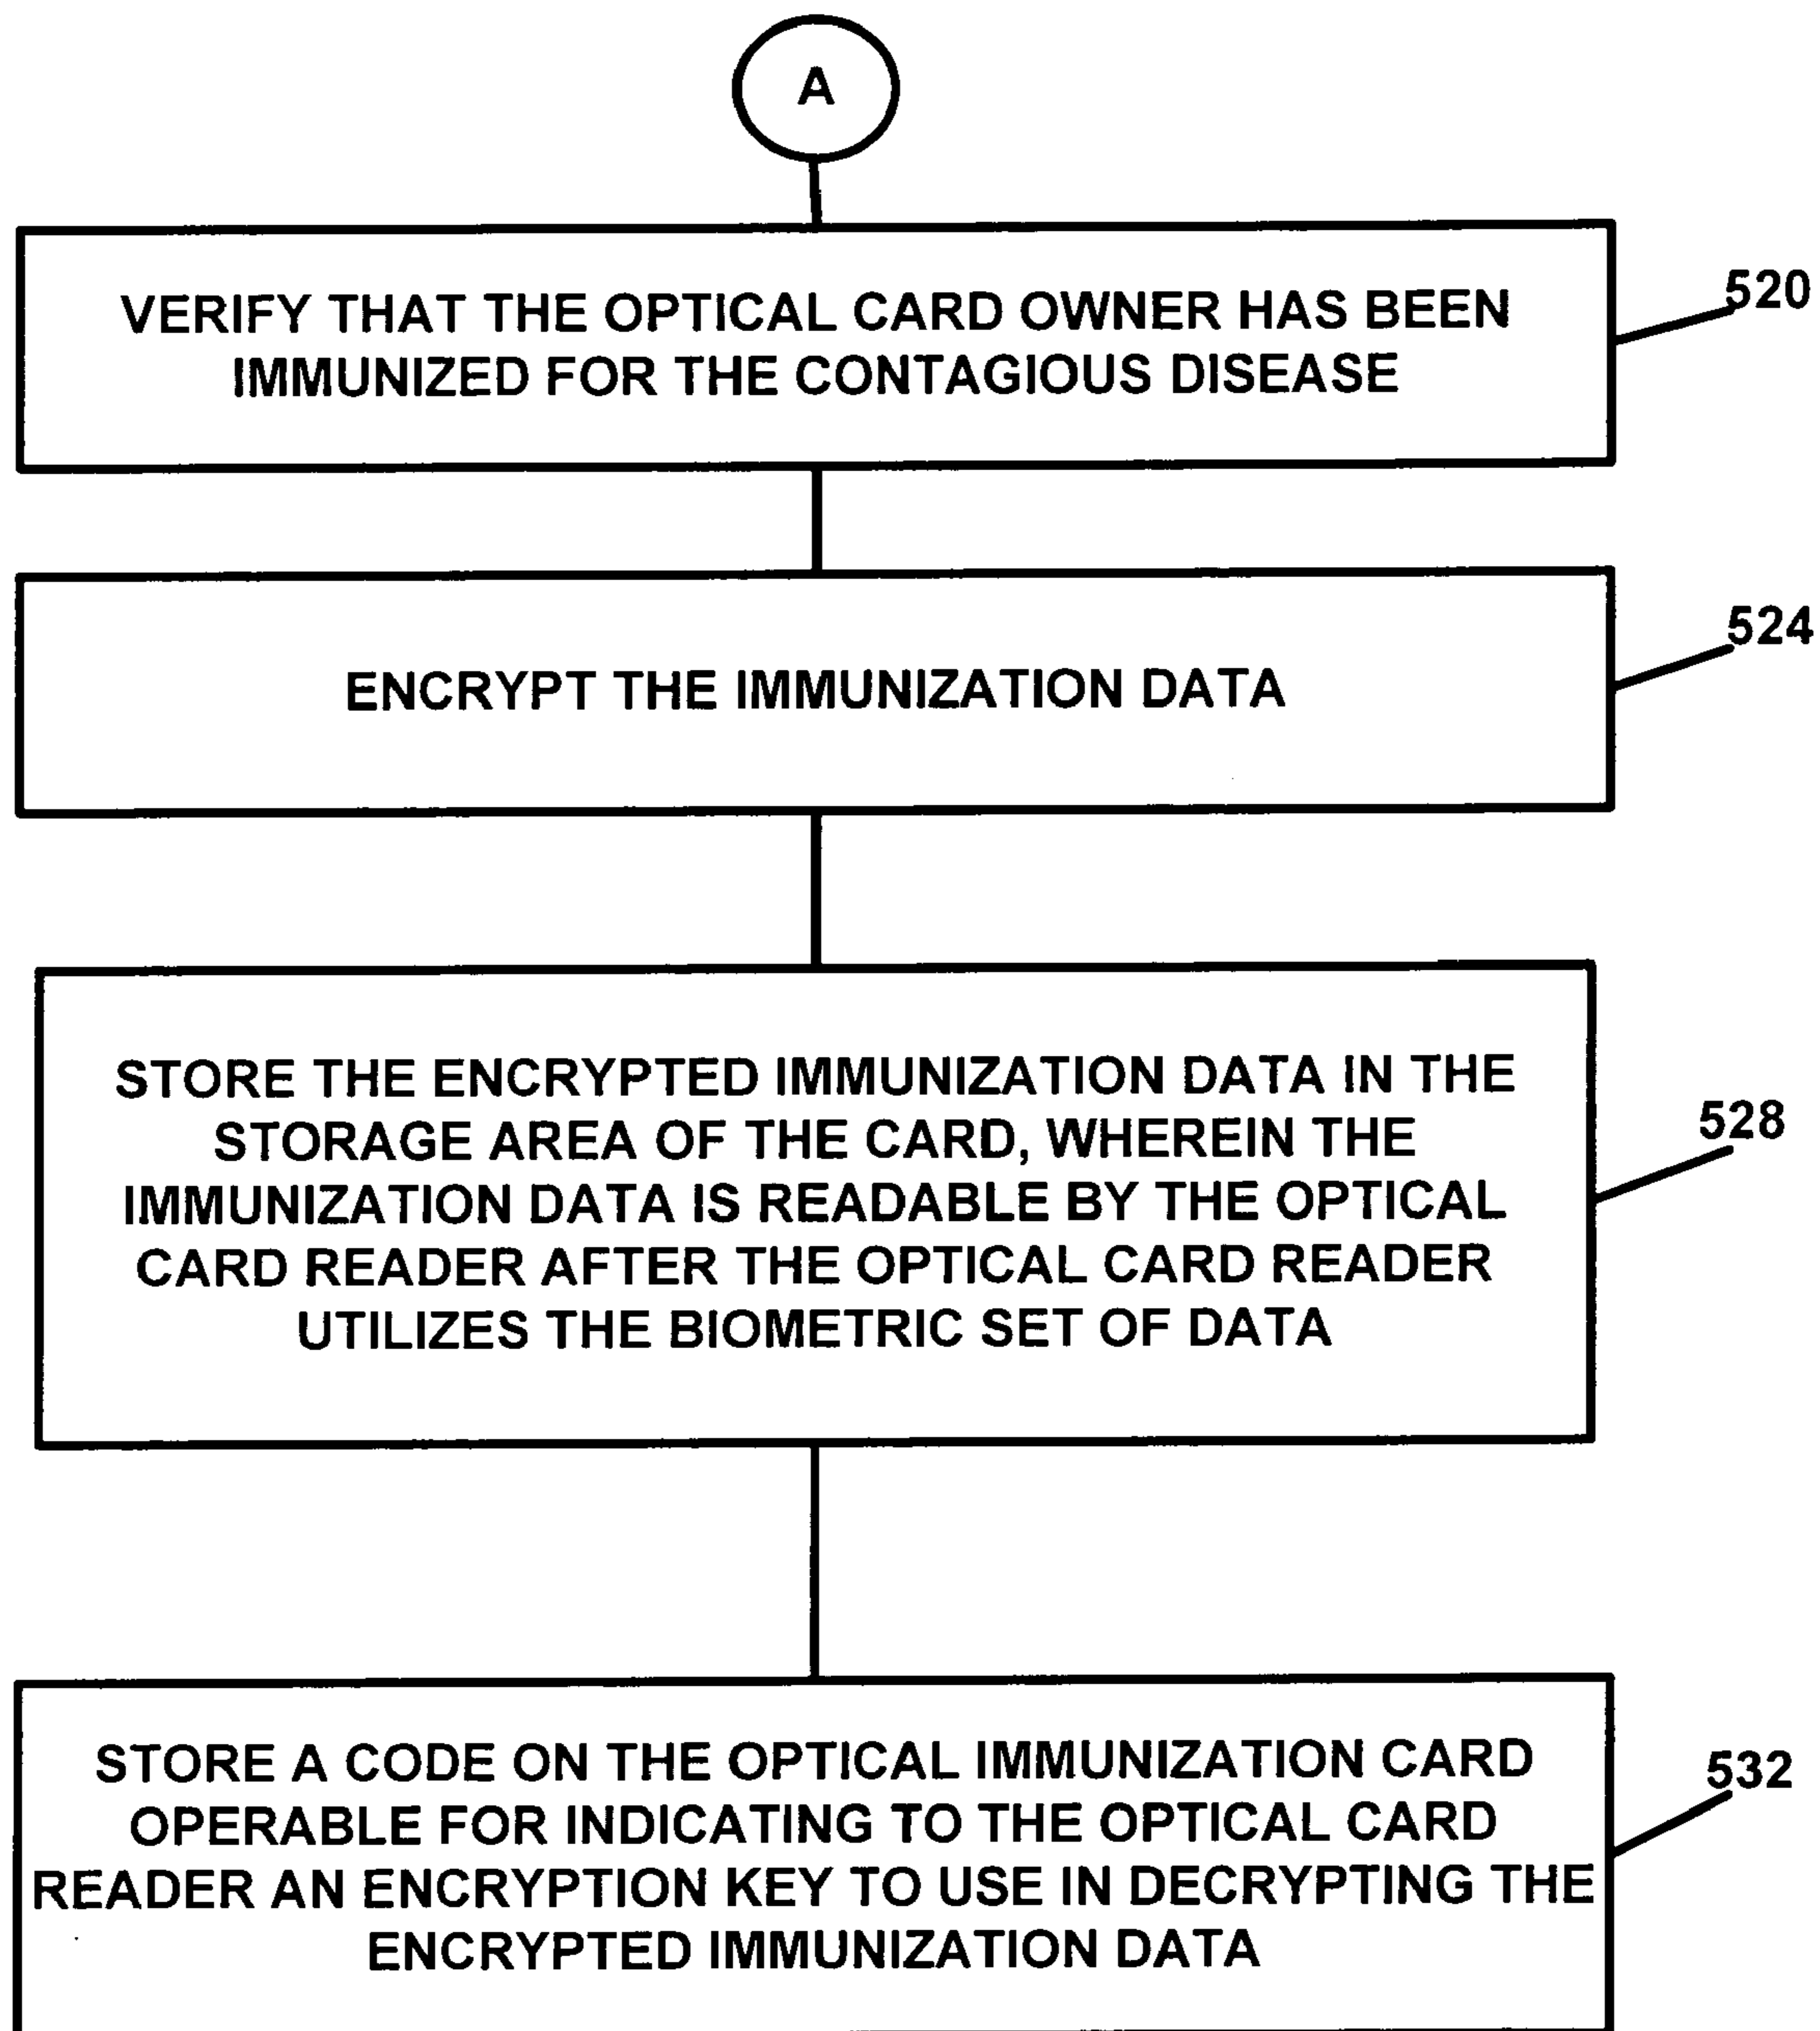 A
VERIFY THAT THE OPTICAL CARD OWNER HAS BEEN
IMMUNIZED FOR THE CONTAGIOUS DISEASE
520
ENCRYPT THE IMMUNIZATION DATA
524
STORE THE ENCRYPTED IMMUNIZATION DATA IN THE
STORAGE AREA OF THE CARD, WHEREIN THE
IMMUNIZATION DATA IS READABLE BY THE OPTICAL
CARD READER AFTER THE OPTICAL CARD READER
UTILIZES THE BIOMETRIC SET OF DATA
528
STORE A CODE ON THE OPTICAL IMMUNIZATION CARD
OPERABLE FOR INDICATING TO THE OPTICAL CARD
READER AN ENCRYPTION KEY TO USE IN DECRYPTING THE
ENCRYPTED IMMUNIZATION DATA
532